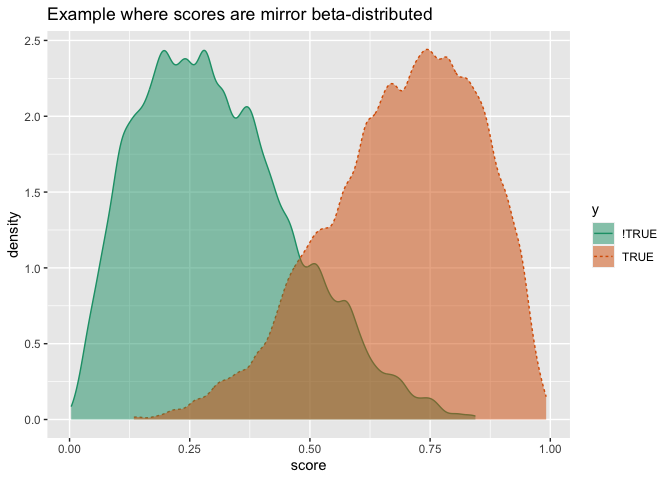 Example where scores are mirror beta-distributed
2.5
2.0
1.5
1.0
0.5
0.0
density
0.00 0.25 0.50 0.75 1.00
score
y
!TRUE
TRUE